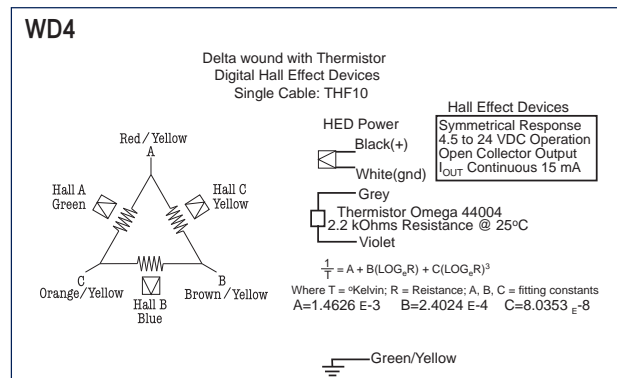 WD4
Delta wound with Thermistor
Digital Hall Effect Devices
Single Cable: THF10
Hall Effect Devices
Symmetrical Response
4.5 to 24 VDC Operation
Open Collector Output
IOUT Continuous 15 mA
HED Power
Black(+)
White(gnd)
Red/Yellow
A
Hall A
Green
Hall C
Yellow
C
Orange/Yellow
Hall B
Blue
B
Brown/Yellow
Grey
Thermistor Omega 44004
2.2 kOhms Resistance @ 25°C
Violet
1/T = A + B(LOGeR) + C(LOGeR)³
Where T = °Kelvin; R = Reistance; A, B, C = fitting constants
A=1.4626 E-3 B=2.4024 E-4 C=8.0353 E-8
Green/Yellow